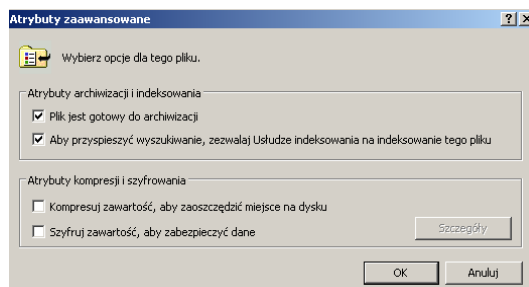 Atrybuty zaawansowane
Wybierz opcje dla tego pliku.
Atrybuty archiwizacji i indeksowania
Plik jest gotowy do archiwizacji
Aby przyspieszyć wyszukiwanie, zezwalaj Usłudze indeksowania na indeksowanie tego pliku
Atrybuty kompresji i szyfrowania
Kompresuj zawartość, aby zaoszczędzić miejsce na dysku
Szyfruj zawartość, aby zabezpieczyć dane
Szczegóły
OK Anuluj